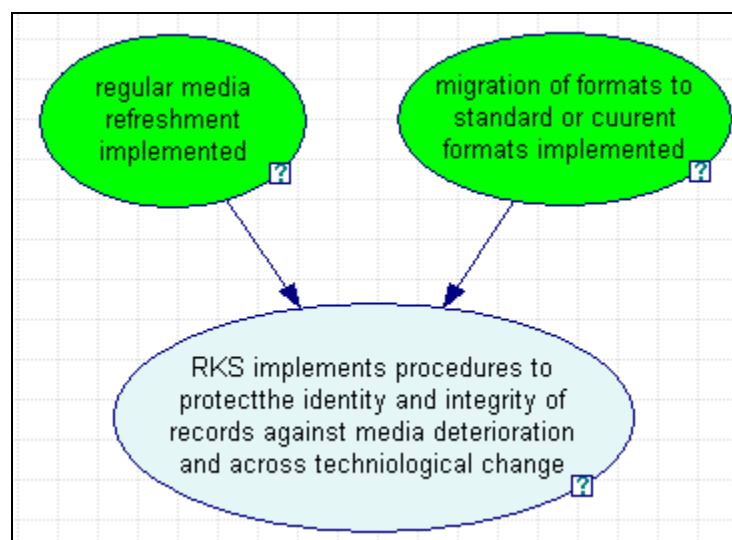 regular media
refreshment
implemented
?
migration of formats to
standard or cuurent
formats implemented
?
RKS implements procedures to
protectthe identity and integrity of
records against media deterioration
and across techniological change
?